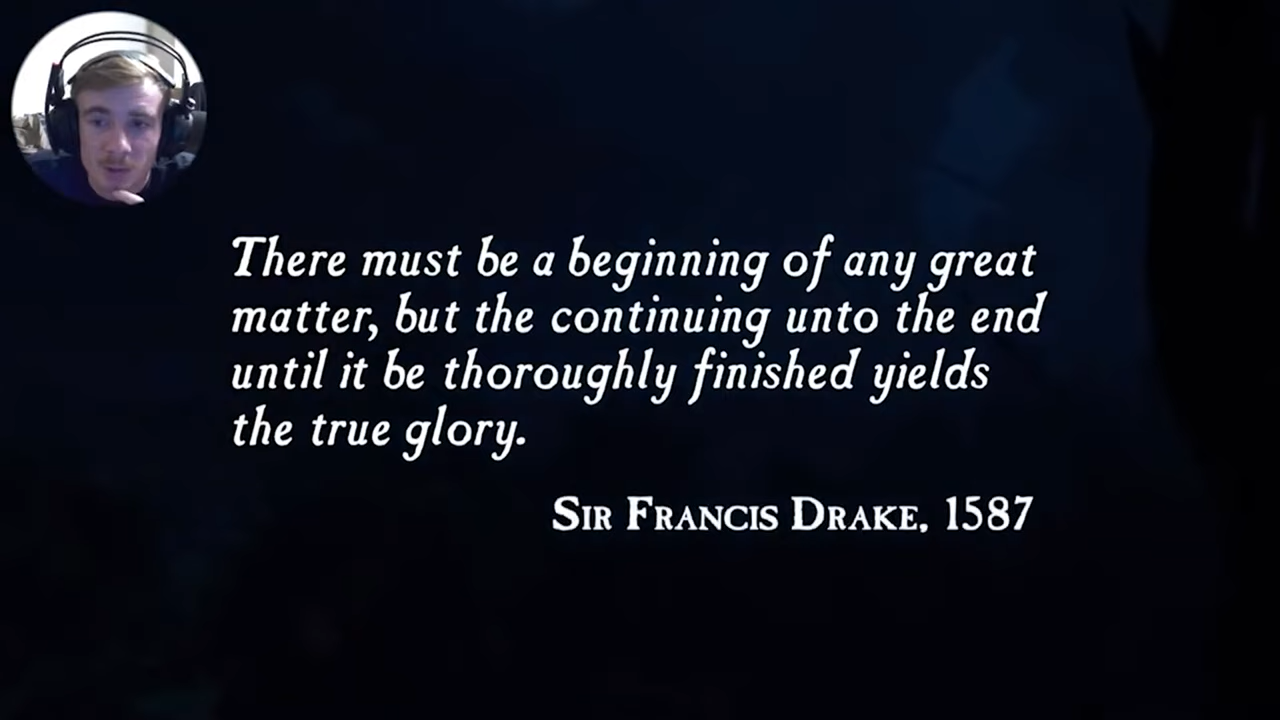 There must be a beginning of any great
matter, but the continuing unto the end
until it be thoroughly finished yields
the true glory.
Sir Francis Drake, 1587